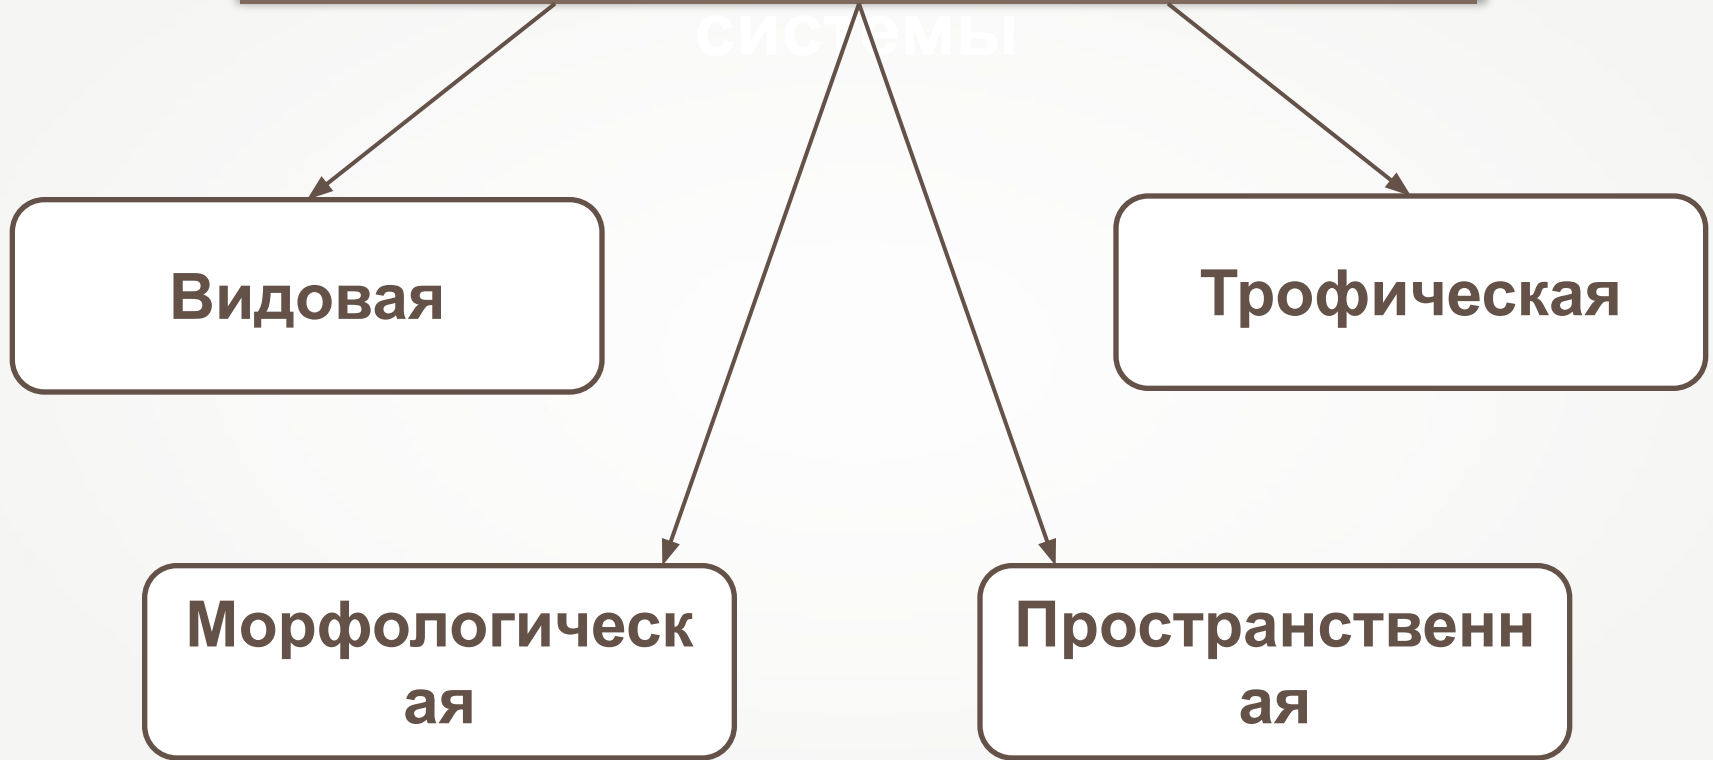 системы
Видовая
Трофическая
Морфологическ
ая
Пространственн
ая